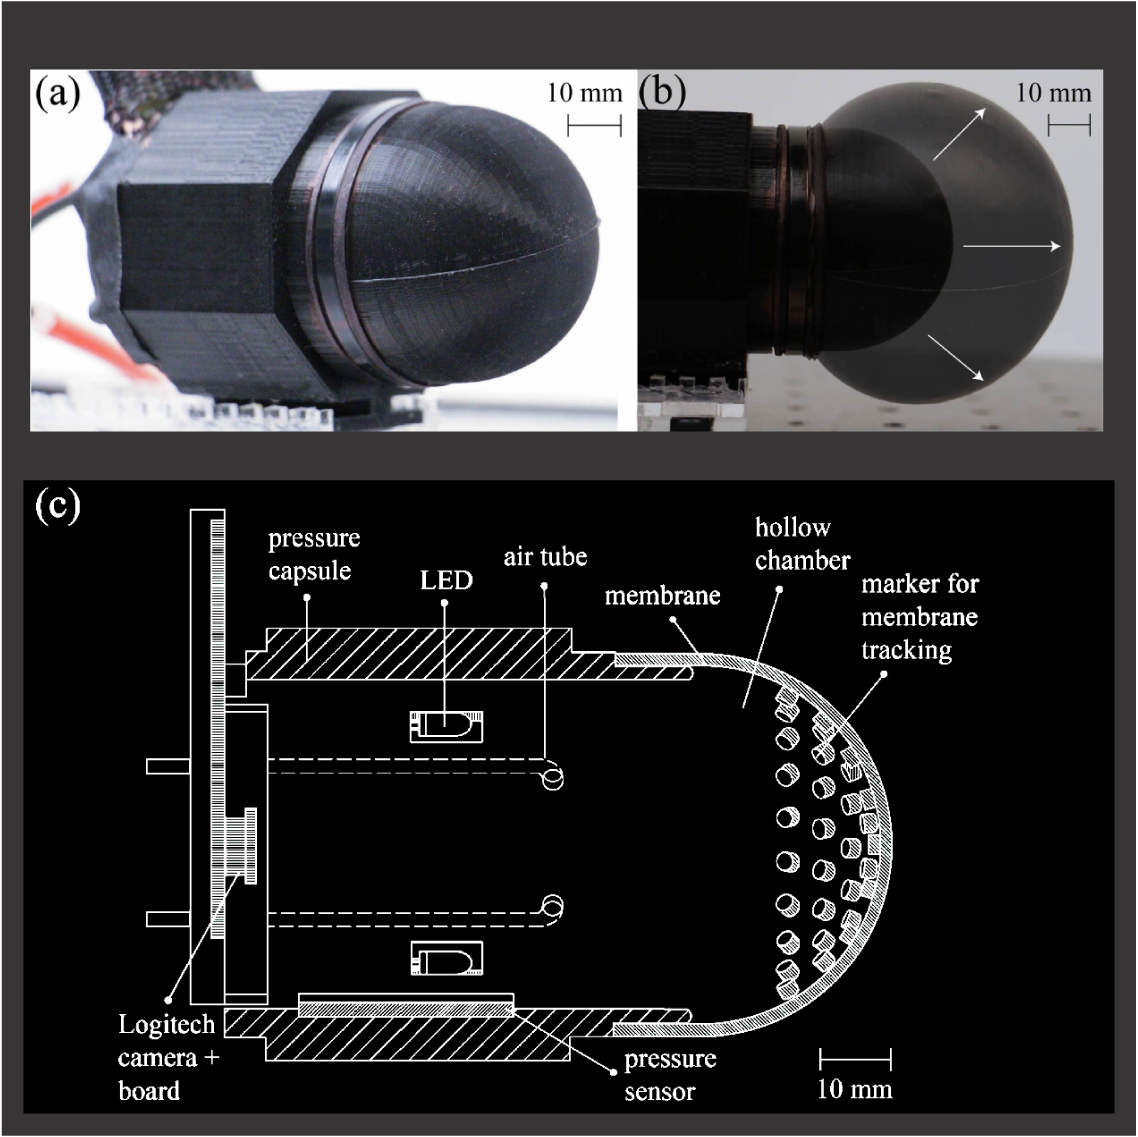 (a)
10 mm
(b)
10 mm
(c)
pressure
capsule
LED
air tube
hollow
chamber
membrane
marker for
membrane
tracking
Logitech
camera +
board
pressure
sensor
10 mm